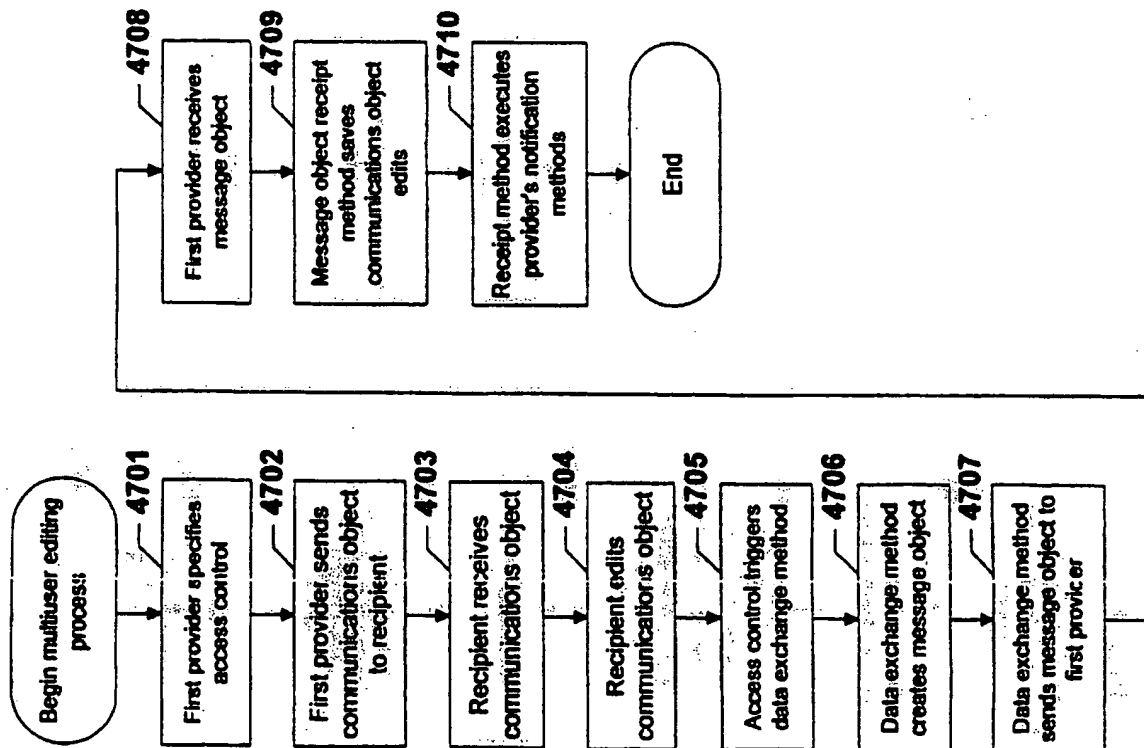 Begin multiuser editing
process
4701
First provider specifies
access control
4702
First provider sends
communications object
to recipient
4703
Recipient receives
communications object
4704
Recipient edits
communications object
4705
Access control triggers
data exchange method
4706
Data exchange method
creates message object
4707
Data exchange method
sends message object to
first provicer
4708
First provider receives
message object
4709
Message object receipt
method saves
communications object
edits
4710
Receipt method executes
provider's notification
methods
End